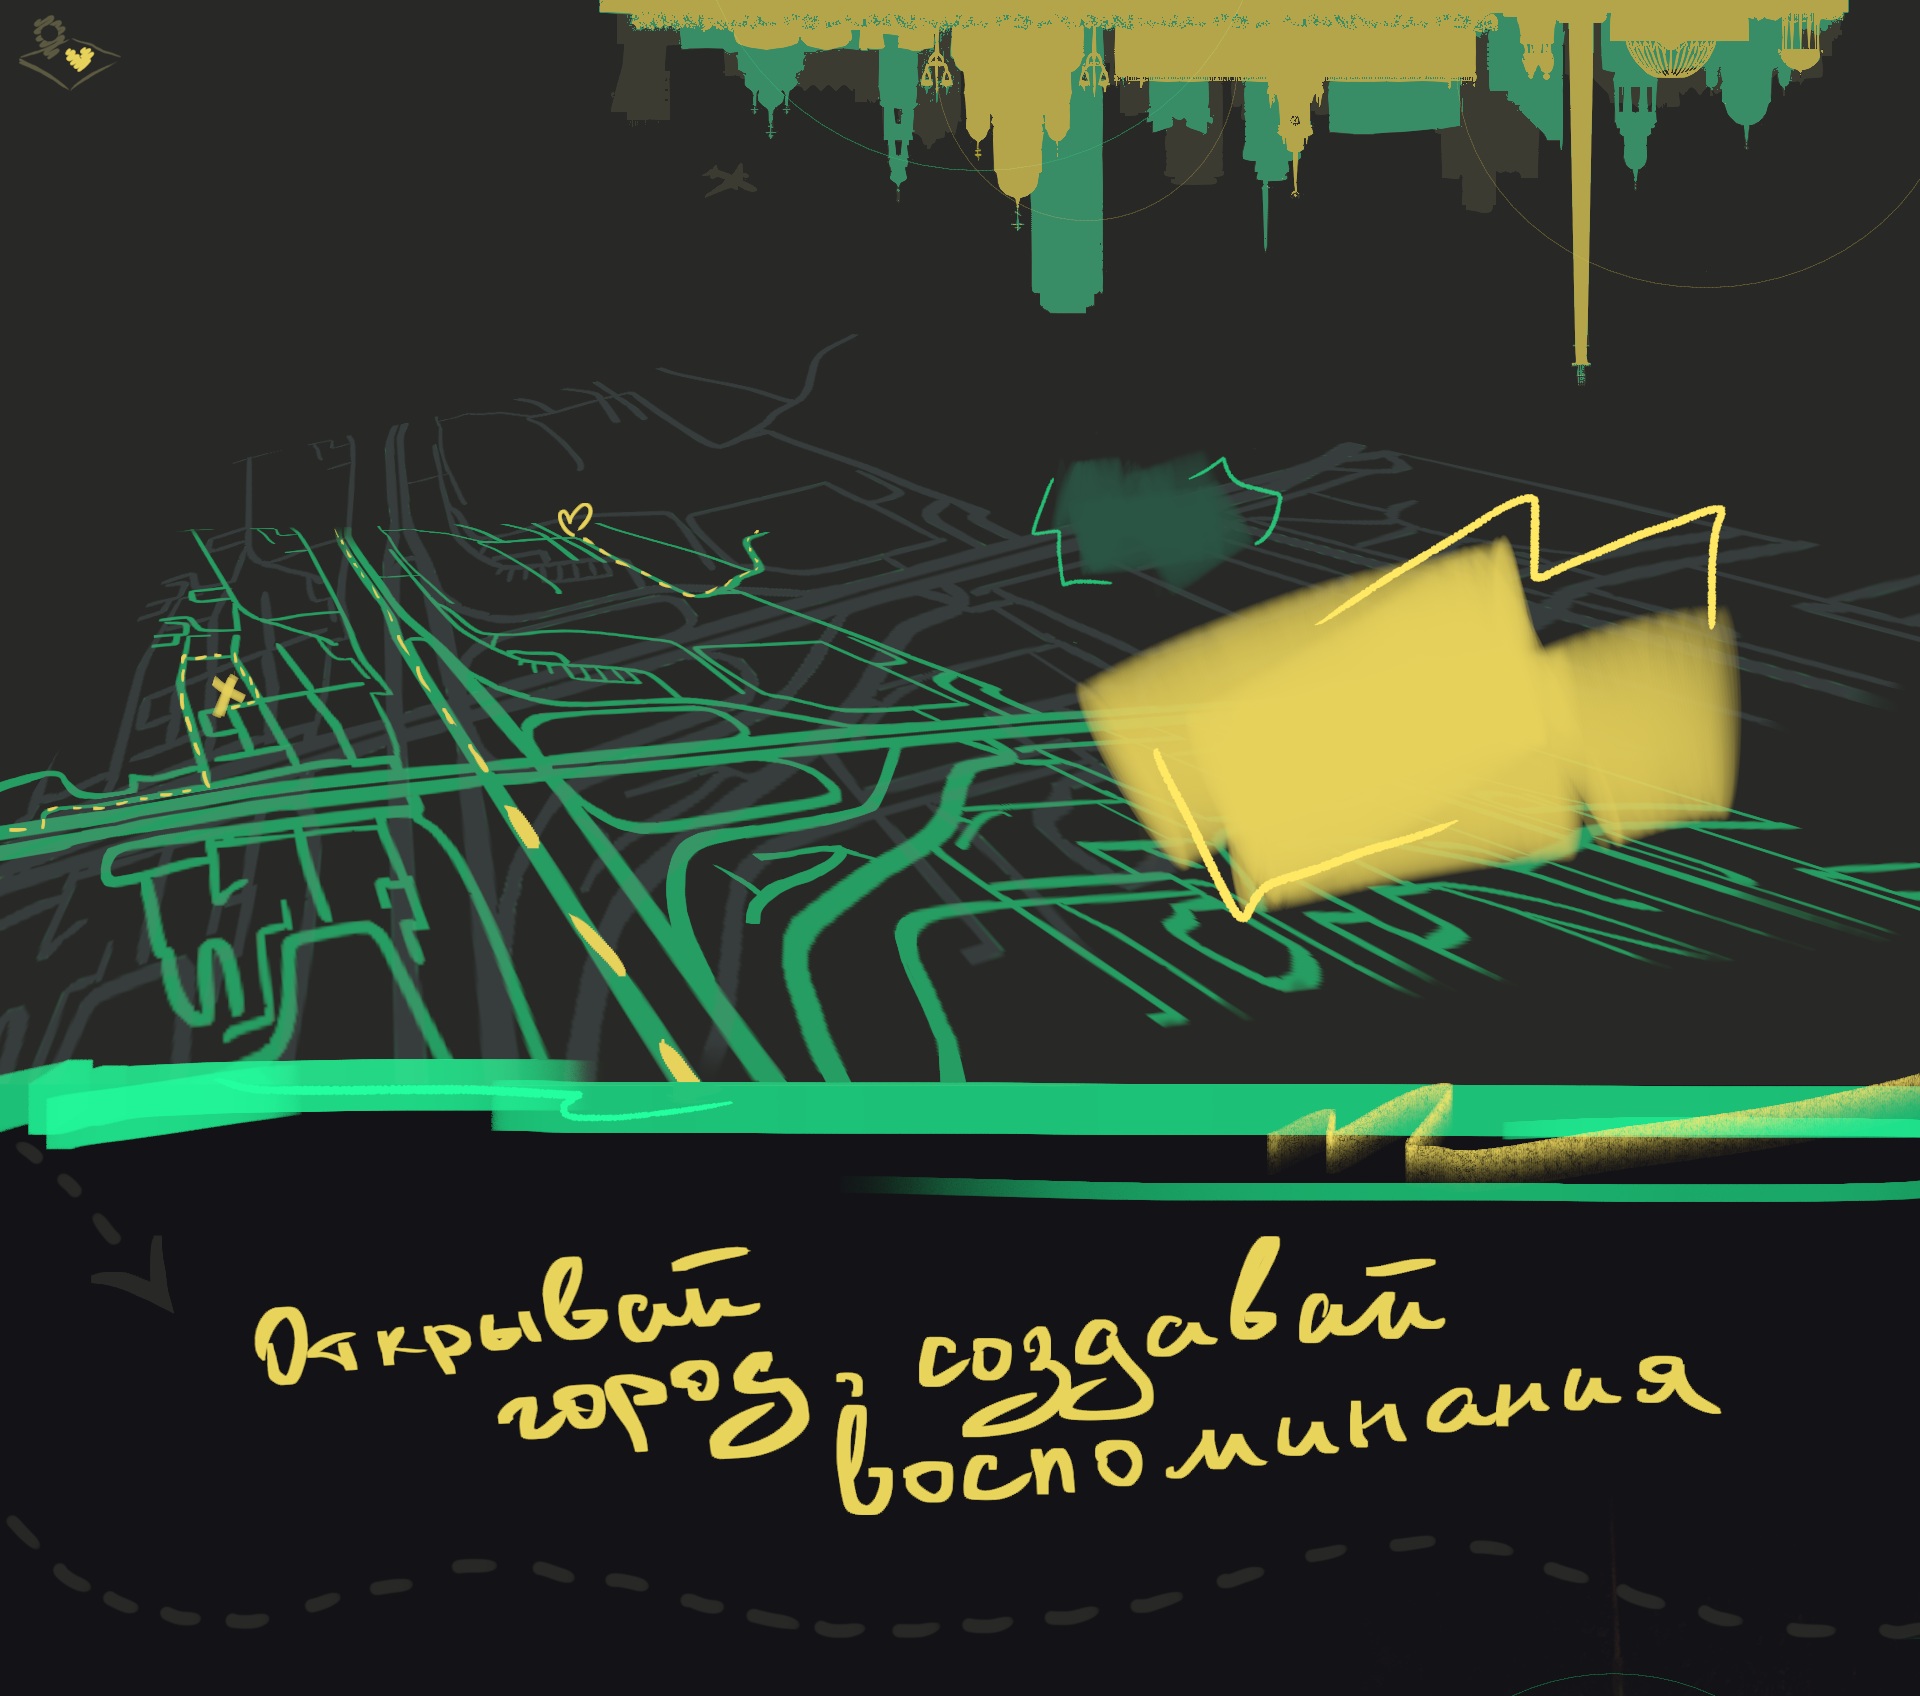 Открывай
город,
создавай
воспоминания